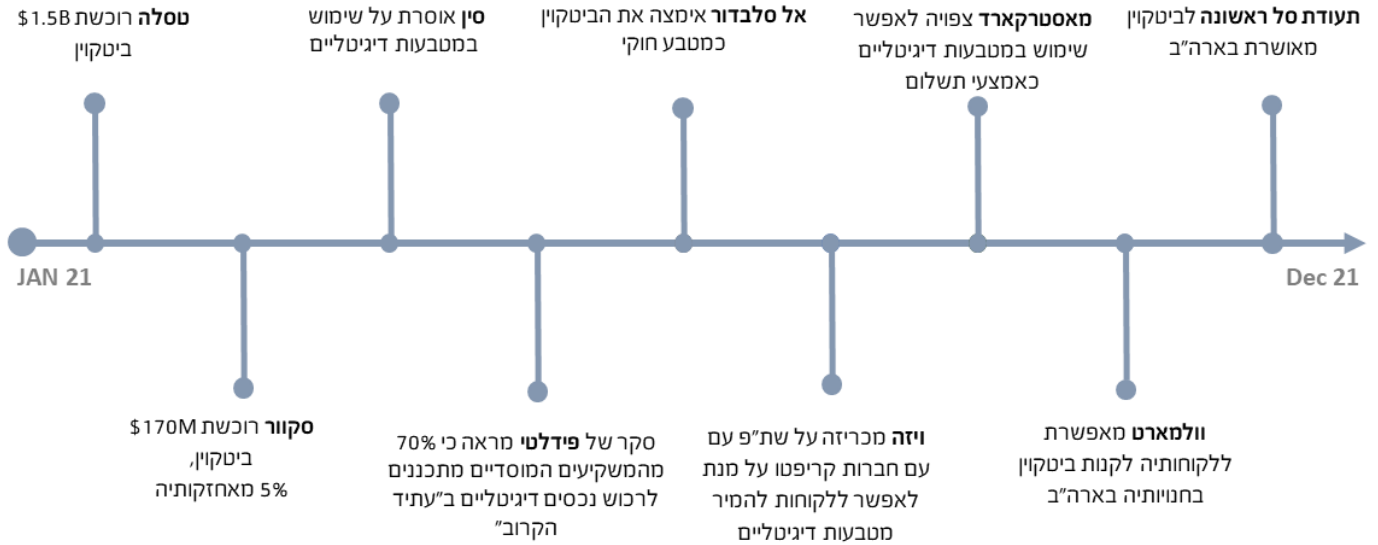 טסלה רוכשת $1.5B
ביטקוין
סין אוסרת על שימוש
במטבעות דיגיטליים
אל סלבדור אימצה את הביטקוין
כמטבע חוקי
מאסטרקארד צפויה לאפשר
שימוש במטבעות דיגיטליים
כאמצעי תשלום
תעודת סל ראשונה לביטקוין
מאושרת בארה"ב
JAN 21
Dec 21
סקוור רוכשת $170M
ביטקוין,
5% מאחזקותיה
סקר של פידלטי מראה כי 70%
מהמשקיעים המוסדיים מתכננים
לרכוש נכסים דיגיטליים ב"עתיד
הקרוב"
ויזה מכריזה על שת"פ עם
עם חברות קריפטו על מנת
לאפשר ללקוחות להמיר
מטבעות דיגיטליים
וולמארט מאפשרת
ללקוחותיה לקנות ביטקוין
בחנויותיה בארה"ב